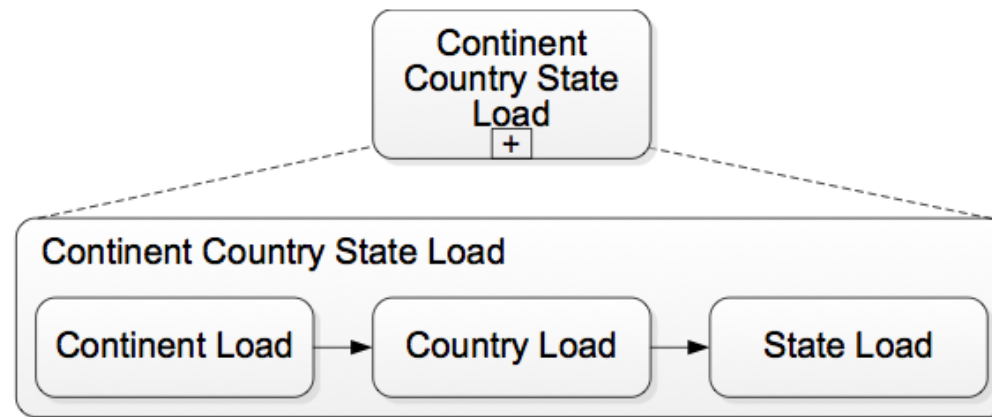 Continent
Country State
Load
+
Continent Country State Load
Continent Load
Country Load
State Load